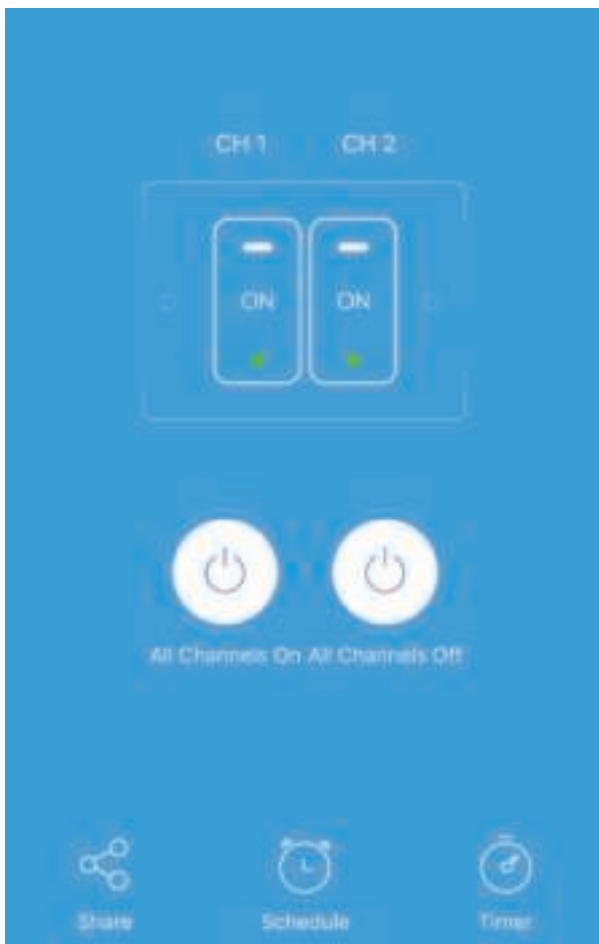 CH 1 CH 2
ON ON
All Channels On All Channels Off
Share Schedule Timer